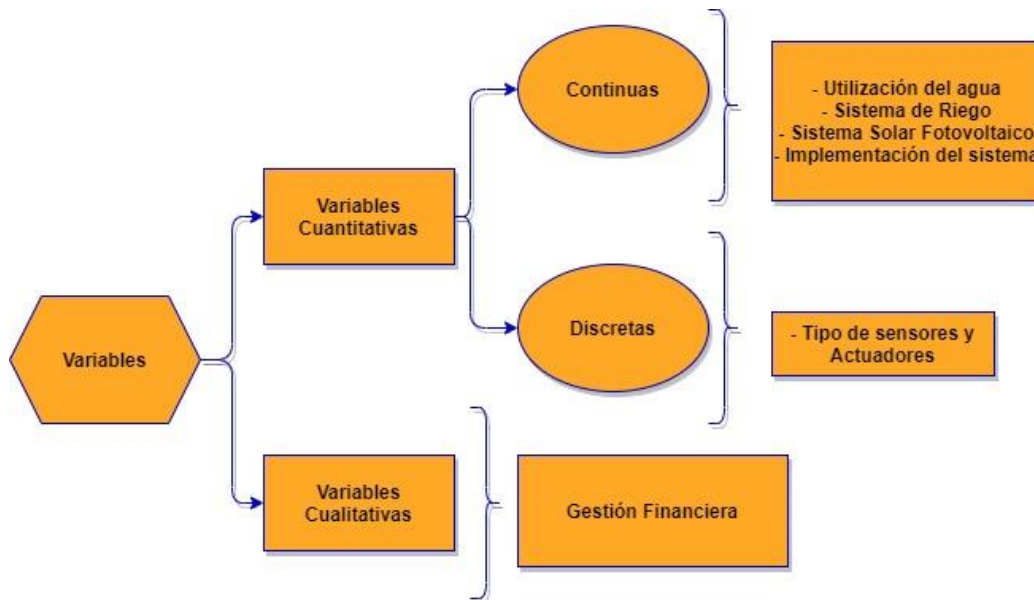 Continuas
- Utilización del agua
- Sistema de Riego
- Sistema Solar Fotovoltaico
- Implementación del sistema
Variables
Cuantitativas
Discretas
- Tipo de sensores y
Actuadores
Variables
Variables
Cualitativas
Gestión Financiera